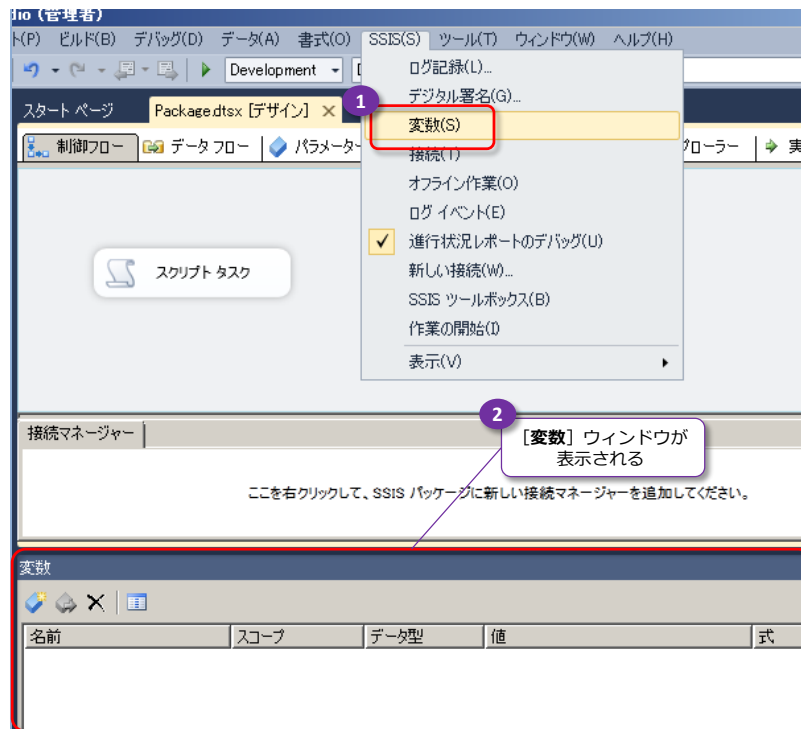 dio (管理者)
ト(P) ビルド(B) デバッグ(D) データ(A) 書式(O) SSIS(S) ツール(T) ウィンドウ(W) ヘルプ(H)
Development
ログ記録(L)...
デジタル署名(G)...
1
変数(S)
接続(T)
オフライン作業(O)
ログ イベント(E)
進行状況レポートのデバッグ(U)
新しい接続(W)...
SSIS ツールボックス(B)
作業の開始(I)
表示(V)
スタート ページ Package.dtsx [デザイン]
制御フロー データ フロー パラメーター プローラー 実
スクリプト タスク
接続マネージャー
2
[変数] ウィンドウが
表示される
ここを右クリックして、SSIS パッケージに新しい接続マネージャーを追加してください。
変数
名前 スコープ データ型 値 式